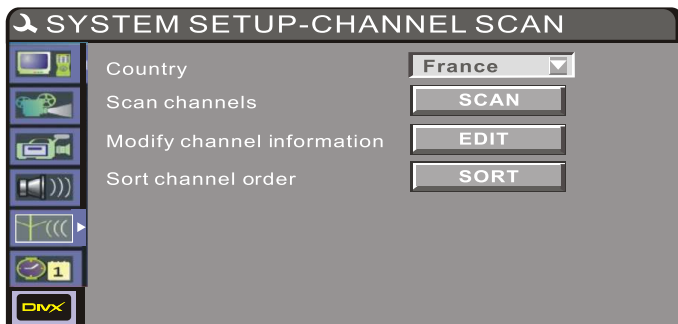 SYSTEM SETUP-CHANNEL SCAN
Country France
Scan channels SCAN
Modify channel information EDIT
Sort channel order SORT
1
DIVX